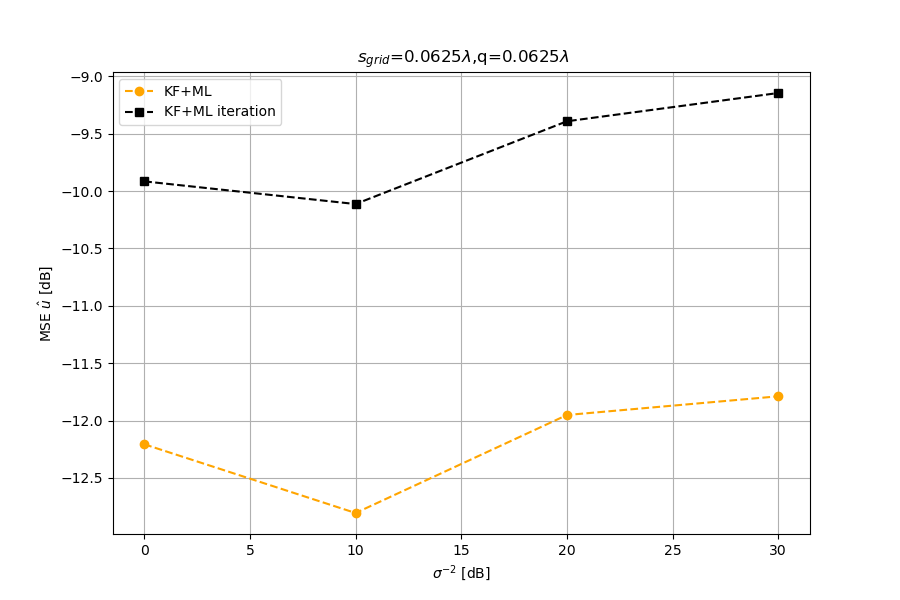 s_grid=0.0625λ,q=0.0625λ
KF+ML
KF+ML iteration
−9.0
−9.5
−10.0
−10.5
−11.0
−11.5
−12.0
−12.5
MSE û [dB]
0 5 10 15 20 25 30
σ⁻² [dB]